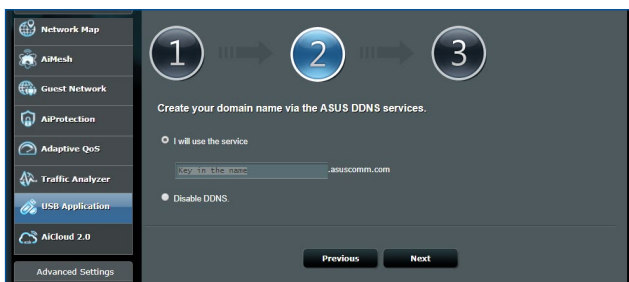 Network Map
AiMesh
Guest Network
AiProtection
Adaptive QoS
Traffic Analyzer
USB Application
AiCloud 2.0
Advanced Settings
1
2
3
Create your domain name via the ASUS DDNS services.
I will use the service
Key in the name .asuscomm.com
Disable DDNS.
Previous Next